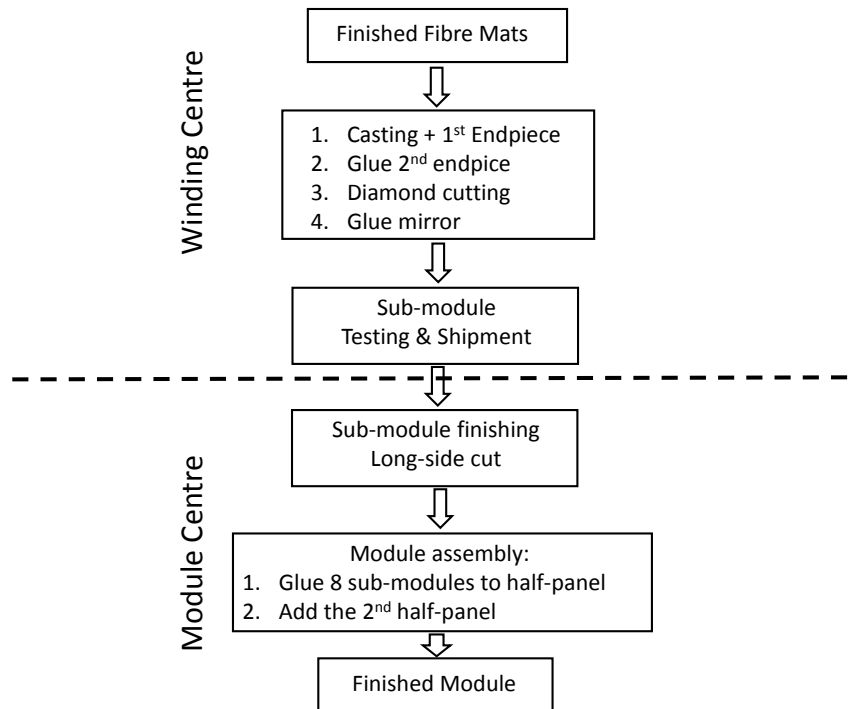 Finished Fibre Mats
Winding Centre
1. Casting + 1st Endpiece
2. Glue 2nd endpice
3. Diamond cutting
4. Glue mirror
Sub-module
Testing & Shipment
Sub-module finishing
Long-side cut
Module Centre
Module assembly:
1. Glue 8 sub-modules to half-panel
2. Add the 2nd half-panel
Finished Module